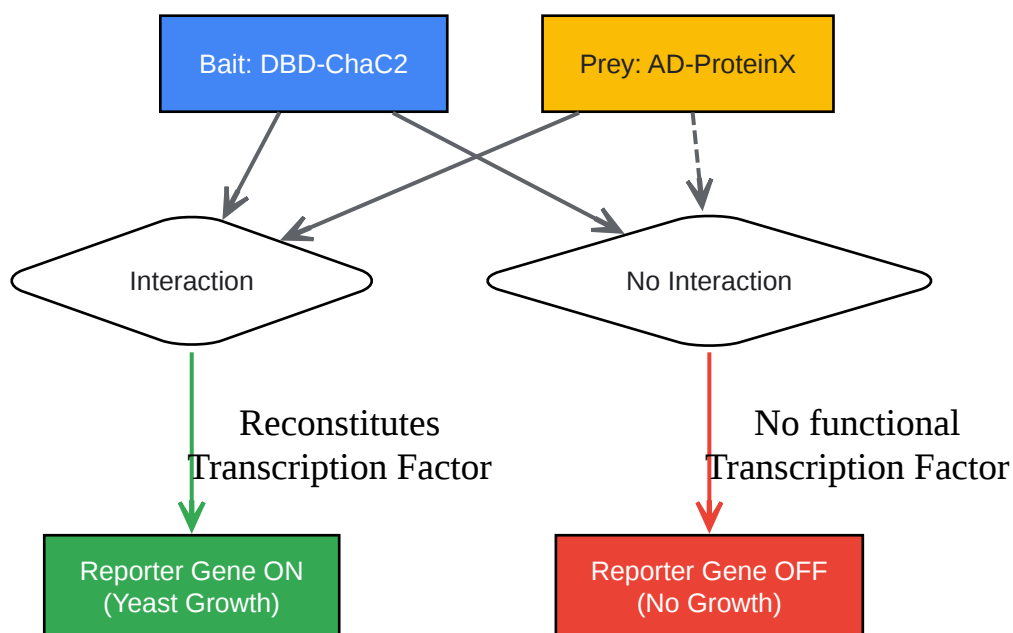 Bait: DBD-ChaC2
Prey: AD-ProteinX
Interaction
No Interaction
Reconstitutes
Transcription Factor
No functional
Transcription Factor
Reporter Gene ON
(Yeast Growth)
Reporter Gene OFF
(No Growth)